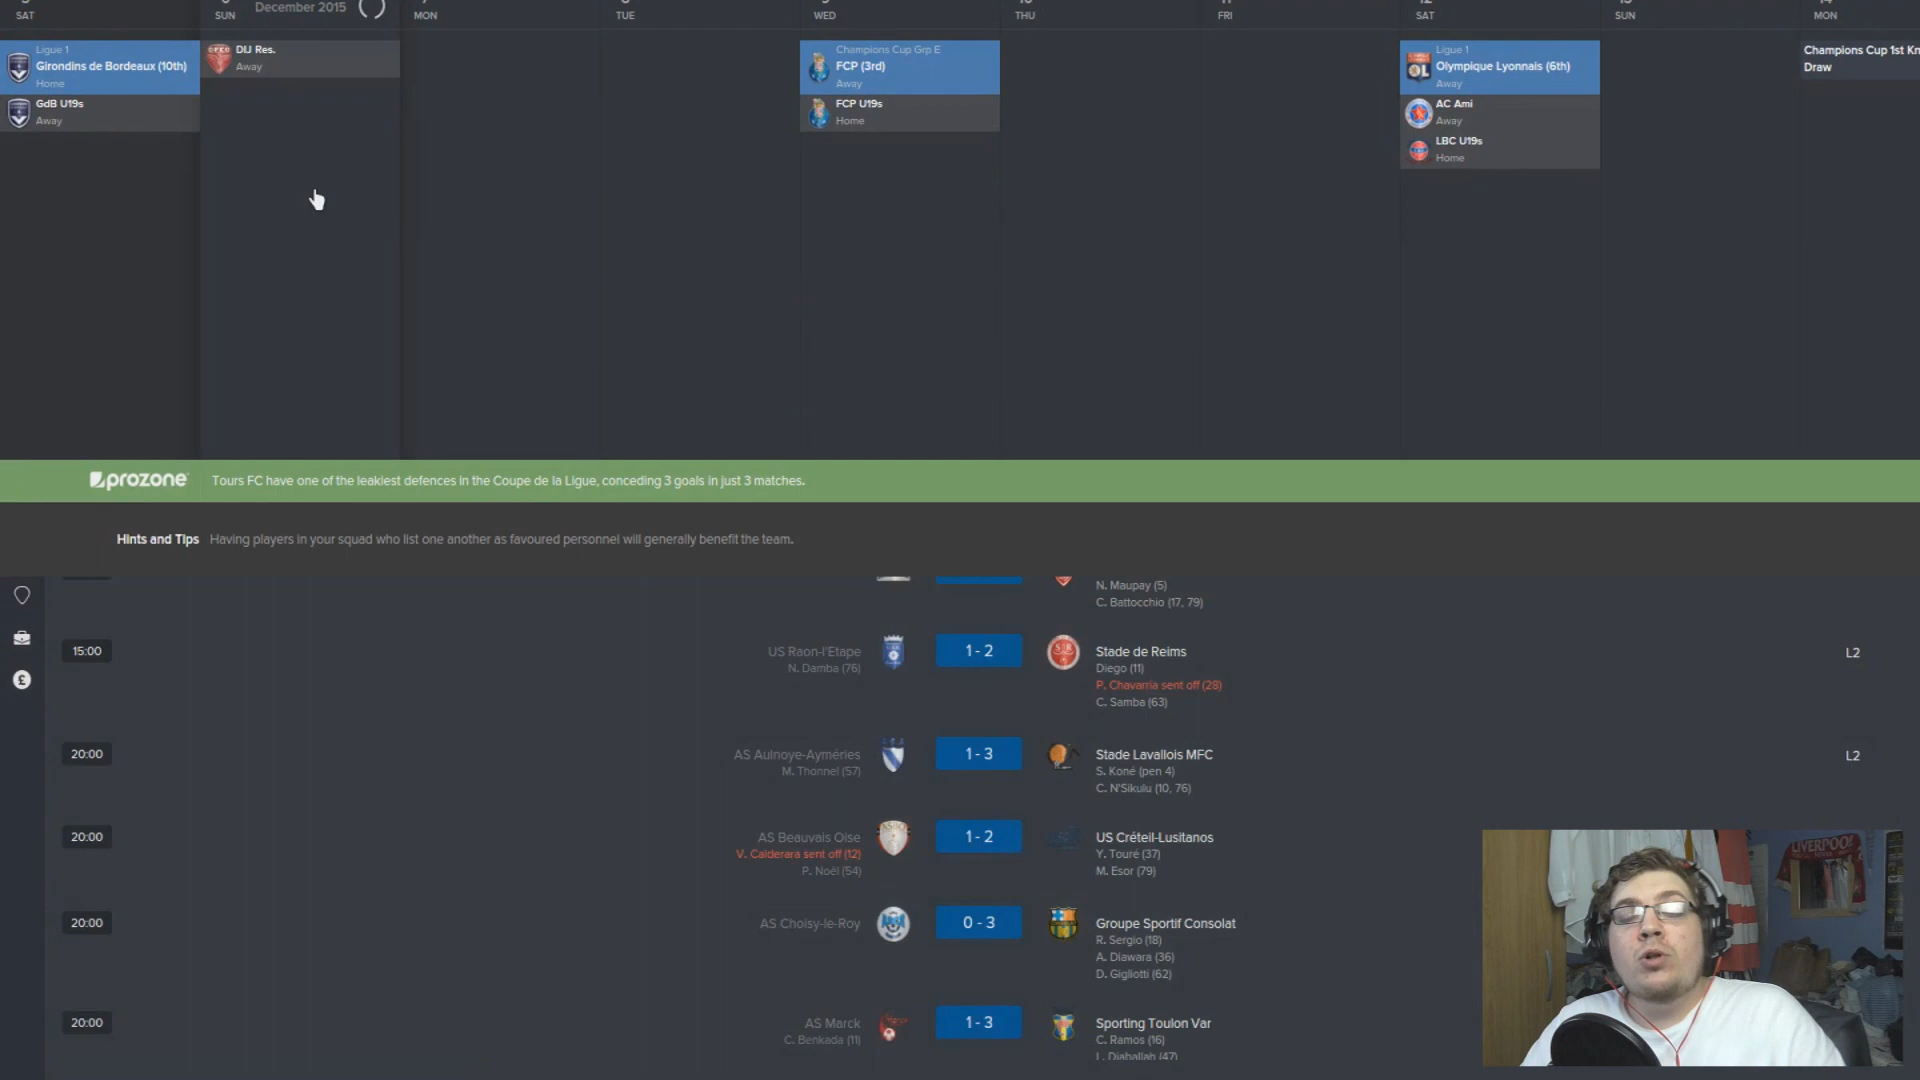 December 2015
SAT
SUN
MON
TUE
WED
THU
FRI
SAT
SUN
MON
Ligue 1
Girondins de Bordeaux (10th)
Home
GdB U19s
Away
DIJ Res.
Away
Champions Cup Grp E
FCP (3rd)
Away
FCP U19s
Home
Ligue 1
Olympique Lyonnais (6th)
Away
AC Ami
Away
LBC U19s
Home
Champions Cup 1st Kn
Draw
prozone
Tours FC have one of the leakiest defences in the Coupe de la Ligue, conceding 3 goals in just 3 matches.
Hints and Tips Having players in your squad who list one another as favoured personnel will generally benefit the team.
N. Maupay (5)
C. Battocchio (17, 79)
15:00 US Raon-l'Etape 1 - 2 Stade de Reims L2
N. Damba (76) Diego (11)
P. Chavarria sent off (28)
C. Samba (63)
20:00 AS Aulnoye-Ayméries 1 - 3 Stade Lavallois MFC L2
M. Thonnel (57) S. Koné (pen 4)
C. N'Sikulu (10, 76)
20:00 AS Beauvais Oise 1 - 2 US Créteil-Lusitanos
V. Calderara sent off (12) Y. Touré (37)
P. Noël (54) M. Esor (79)
20:00 AS Choisy-le-Roy 0 - 3 Groupe Sportif Consolat
R. Sergio (18)
A. Diawara (36)
D. Gigliotti (62)
20:00 AS Marck 1 - 3 Sporting Toulon Var
C. Benkada (11) C. Ramos (16)
L. Diaballah (47)
LIVERPOOL